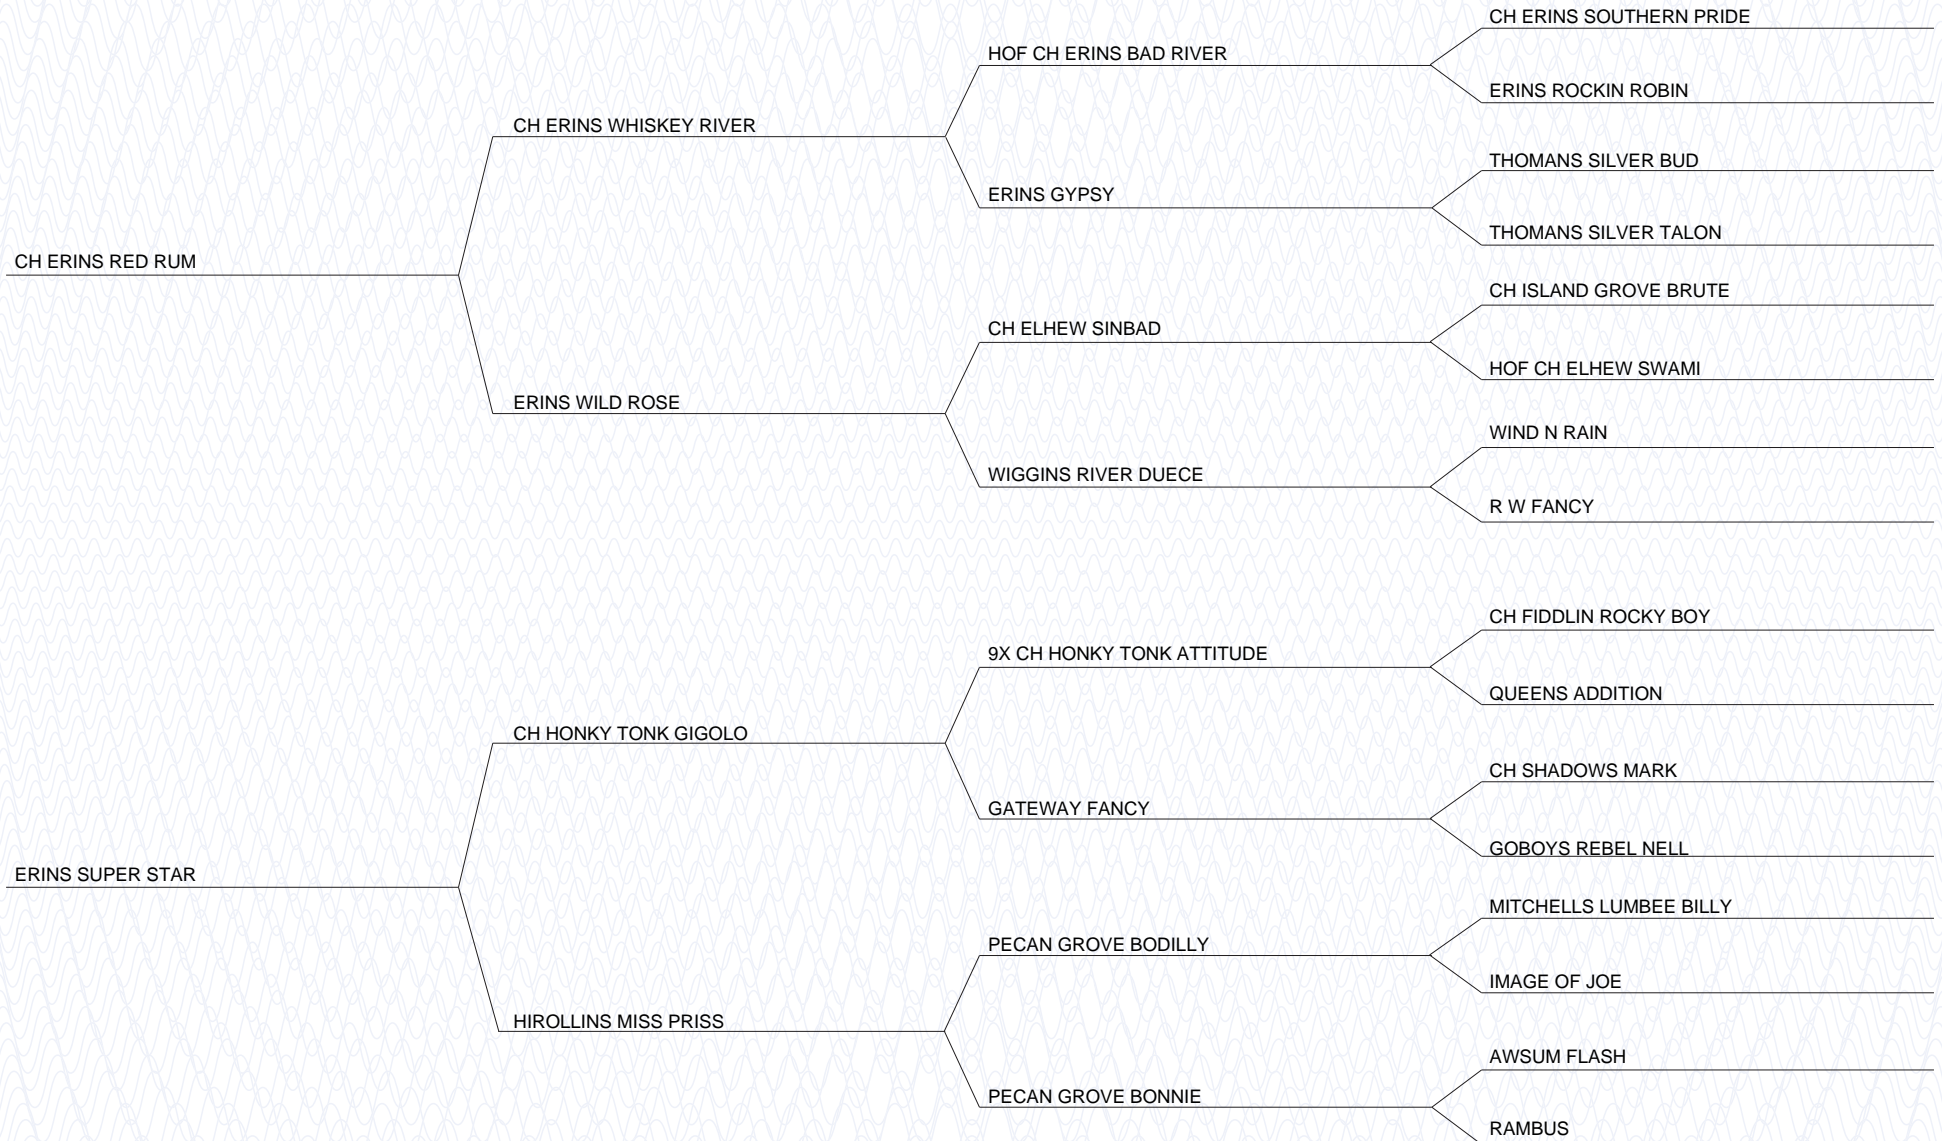 CH ERINS SOUTHERN PRIDE
HOF CH ERINS BAD RIVER
ERINS ROCKIN ROBIN
CH ERINS WHISKEY RIVER
THOMANS SILVER BUD
ERINS GYPSY
THOMANS SILVER TALON
CH ERINS RED RUM
CH ISLAND GROVE BRUTE
CH ELHEW SINBAD
HOF CH ELHEW SWAMI
ERINS WILD ROSE
WIND N RAIN
WIGGINS RIVER DUECE
R W FANCY
CH FIDDLIN ROCKY BOY
9X CH HONKY TONK ATTITUDE
QUEENS ADDITION
CH HONKY TONK GIGOLO
CH SHADOWS MARK
GATEWAY FANCY
GOBOYS REBEL NELL
ERINS SUPER STAR
MITCHELLS LUMBEE BILLY
PECAN GROVE BODILLY
IMAGE OF JOE
HIROLLINS MISS PRISS
AWSUM FLASH
PECAN GROVE BONNIE
RAMBUS